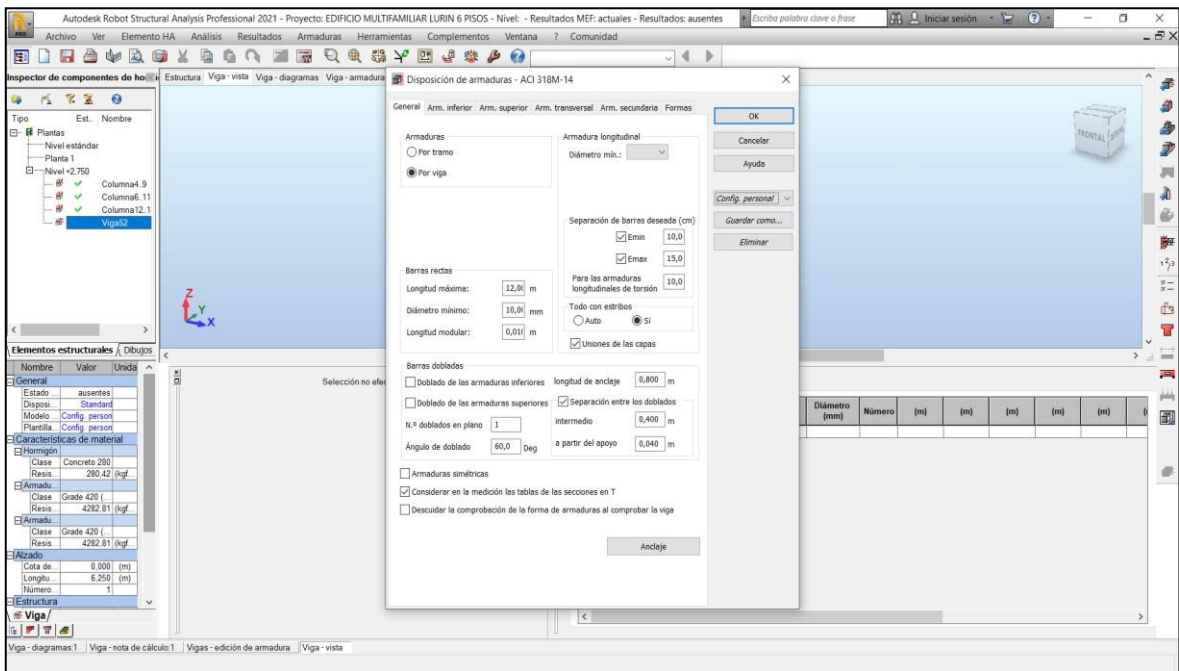 Autodesk Robot Structural Analysis Professional 2021 - Proyecto: EDIFICIO MULTIFAMILIAR LURIN 6 PISOS - Nivel: - Resultados MEF: actuales - Resultados: ausentes
Escriba palabra clave o frase
Iniciar sesión
Archivo Ver Elemento HA Análisis Resultados Armaduras Herramientas Complementos Ventana ? Comunidad
Inspector de componentes de ho
Estructura Viga - vista Viga - diagramas Viga - armadura
Tipo Est.. Nombre
Plantas
Nivel estándar
Planta 1
Nivel +2,750
Columna4..9
Columna6..11
Columna12..1
Viga52
Elementos estructurales Dibujos
Nombre Valor Unida
General
Estado ... ausentes
Disposi... Standard
Modelo ... Config. person
Plantilla... Config. person
Características de material
Hormigón
Clase Concreto 280
Resis... 280,42 (kgf...
Armadu...
Clase Grade 420 (...
Resis... 4282,81 (kgf...
Armadu...
Clase Grade 420 (...
Resis... 4282,81 (kgf...
Alzado
Cota de... 0,000 (m)
Longitu... 6,250 (m)
Número... 1
Estructura
Viga
Viga - diagramas:1 Viga - nota de cálculo:1 Vigas - edición de armadura Viga - vista
Z
Y
X
Selección no efec
FRONTAL
Disposición de armaduras - ACI 318M-14
General Arm. inferior Arm. superior Arm. transversal Arm. secundaria Formas
Armaduras
Por tramo
Por viga
Armadura longitudinal
Diámetro mín.:
Separación de barras deseada (cm)
Emin 10,0
Emax 15,0
Para las armaduras
longitudinales de torsión 10,0
Barras rectas
Longitud máxima: 12,0 m
Diámetro mínimo: 10,0 mm
Longitud modular: 0,01 m
Todo con estribos
Auto Sí
Uniones de las capas
Barras dobladas
Doblado de las armaduras inferiores longitud de anclaje 0,800 m
Doblado de las armaduras superiores Separación entre los doblados
N.º doblados en plano 1 intermedio 0,400 m
Ángulo de doblado 60,0 Deg a partir del apoyo 0,040 m
Armaduras simétricas
Considerar en la medición las tablas de las secciones en T
Descuidar la comprobación de la forma de armaduras al comprobar la viga
Anclaje
OK
Cancelar
Ayuda
Config. personal
Guardar como...
Eliminar
Diámetro
(mm) Número (m) (m) (m) (m) (m)